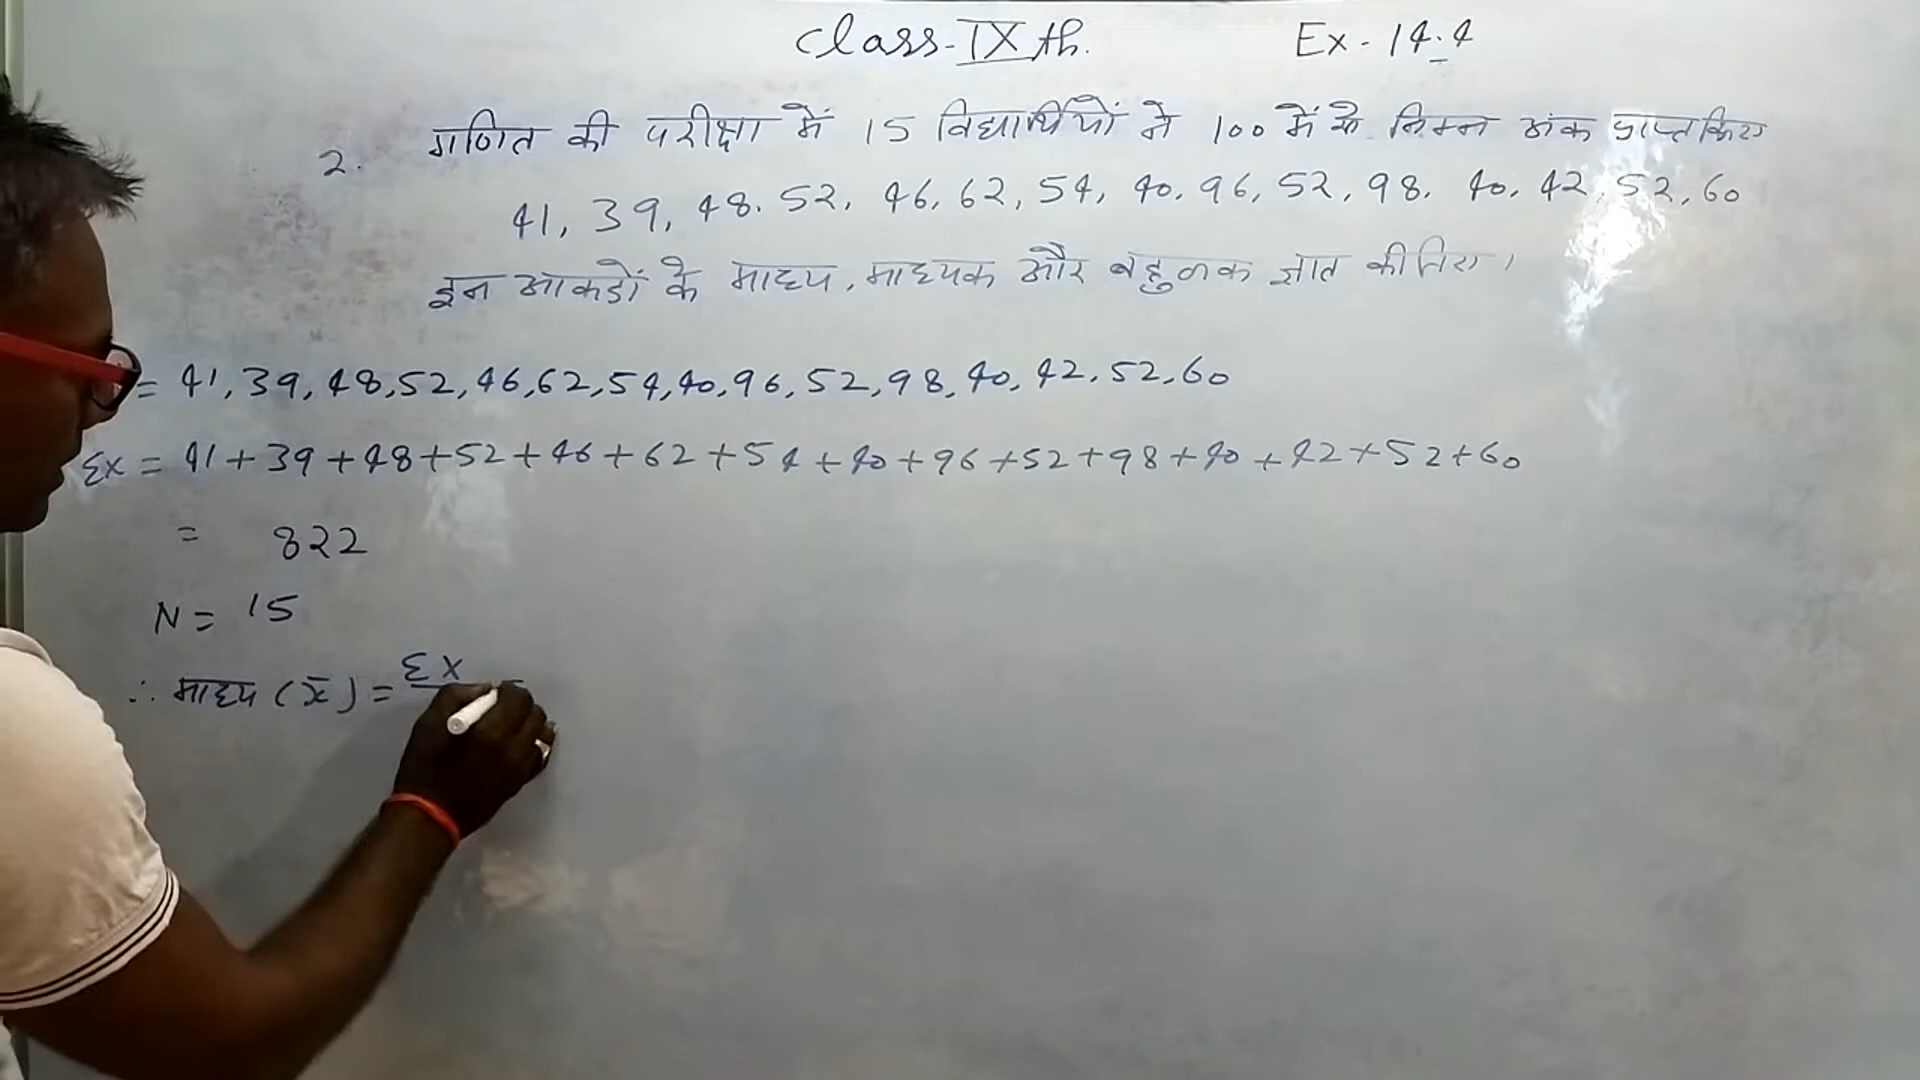 Class-IXth. Ex-14.4
2. गणित की परीक्षा में 15 विद्यार्थियों ने 100 में से निम्न अंक प्राप्त किए
41, 39, 48. 52, 46, 62, 54, 40, 96, 52, 98, 40, 42, 52, 60
इन आकडों के माध्य, माध्यक और बहुलक ज्ञात कीजिए।
= 41, 39, 48, 52, 46, 62, 54, 40, 96, 52, 98, 40, 42, 52, 60
Σx = 41+39+48+52+46+62+54+40+96+52+98+40+42+52+60
= 822
N = 15
∴ माध्य (x̄) = Σx